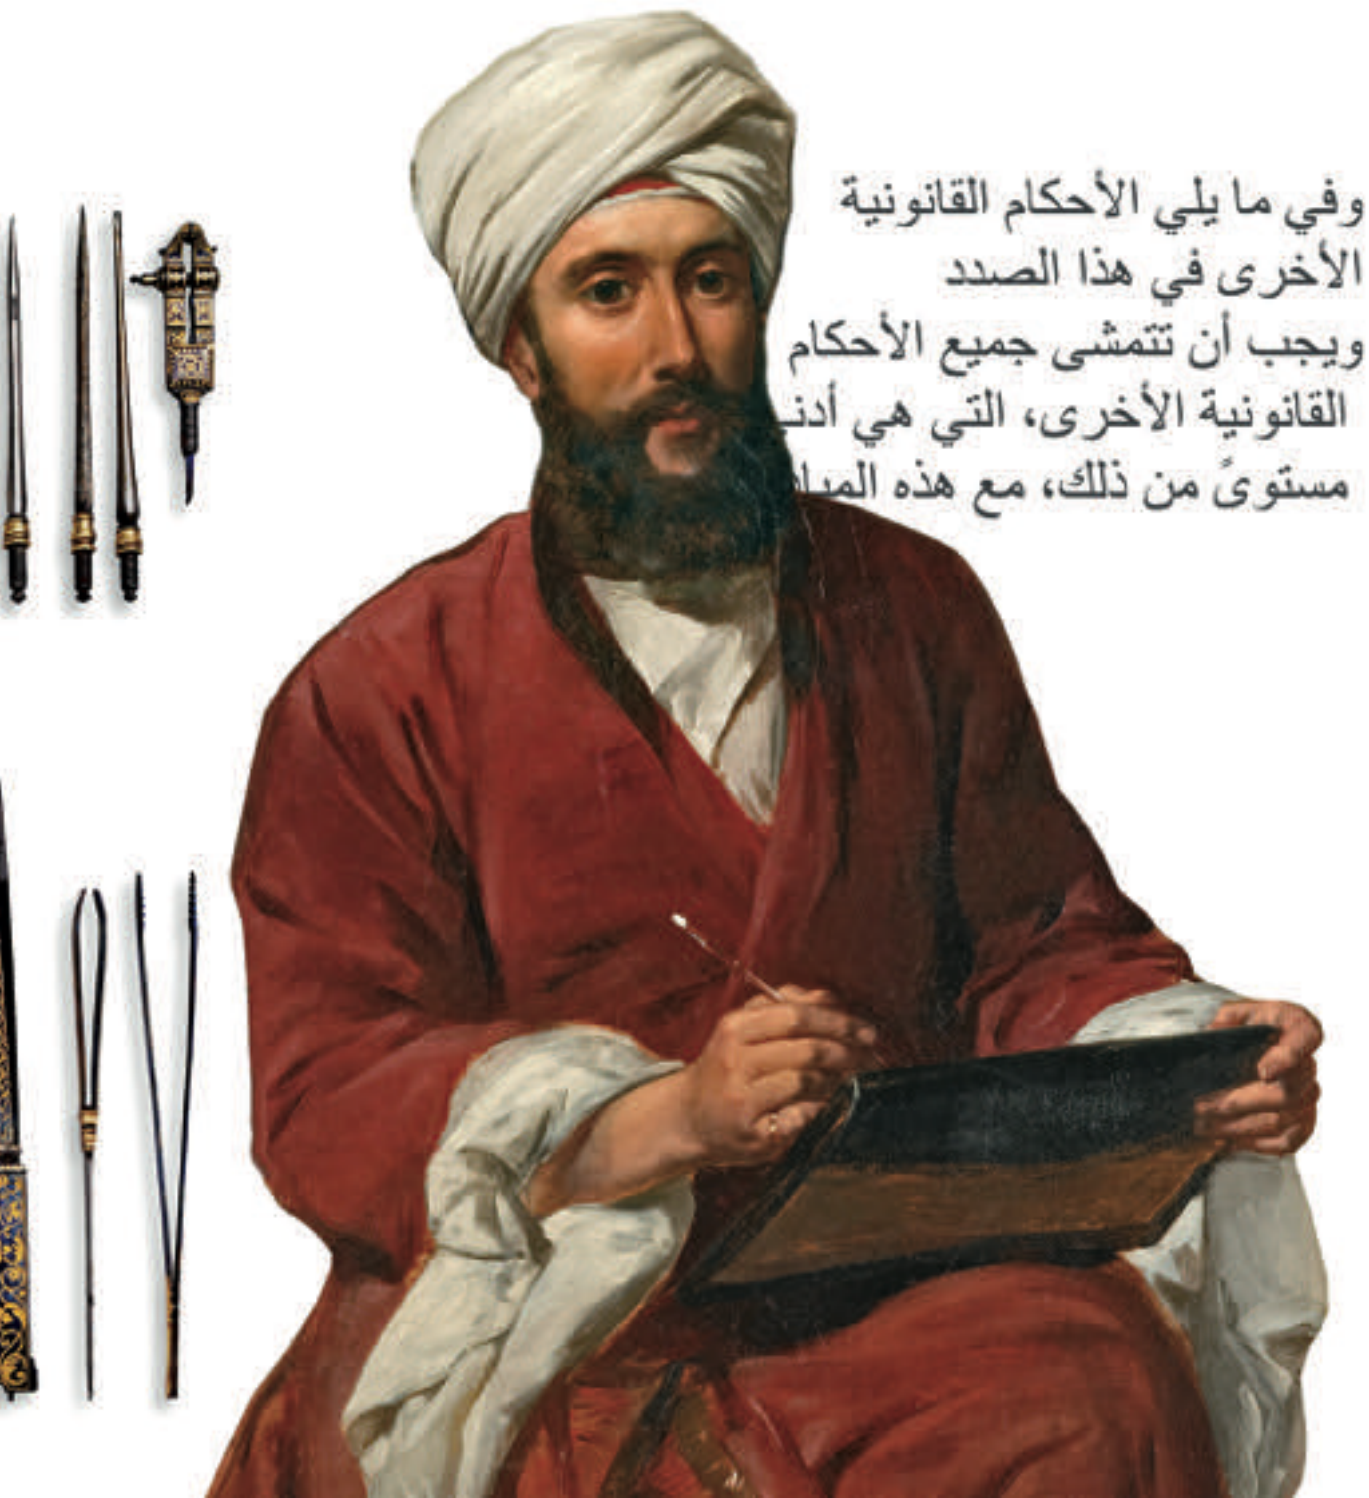 وفي ما يلي الأحكام القانونية
الأخرى في هذا الصدد
ويجب أن تتمشى جميع الأحكام
القانونية الأخرى، التي هي
مستوىً من ذلك، مع هذه